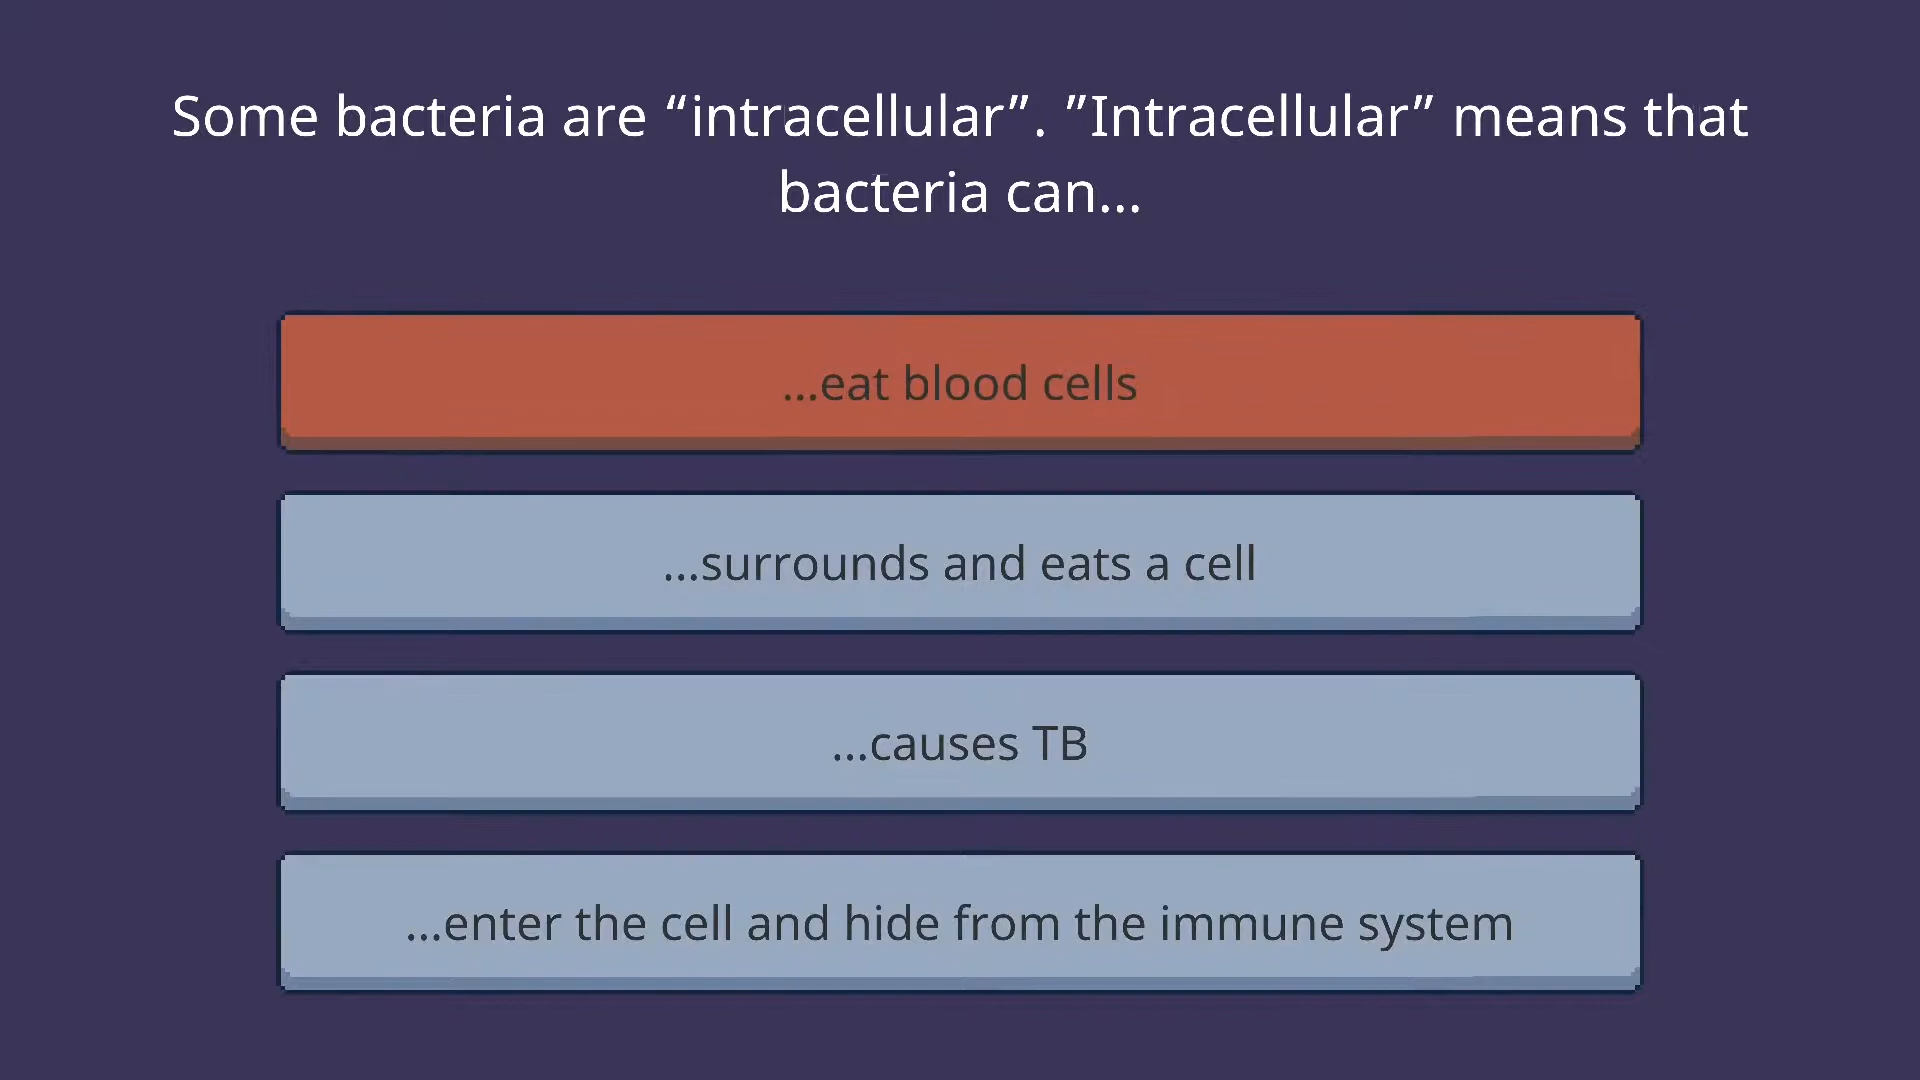 Some bacteria are “intracellular”. ”Intracellular” means that
bacteria can...
...eat blood cells
...surrounds and eats a cell
...causes TB
...enter the cell and hide from the immune system